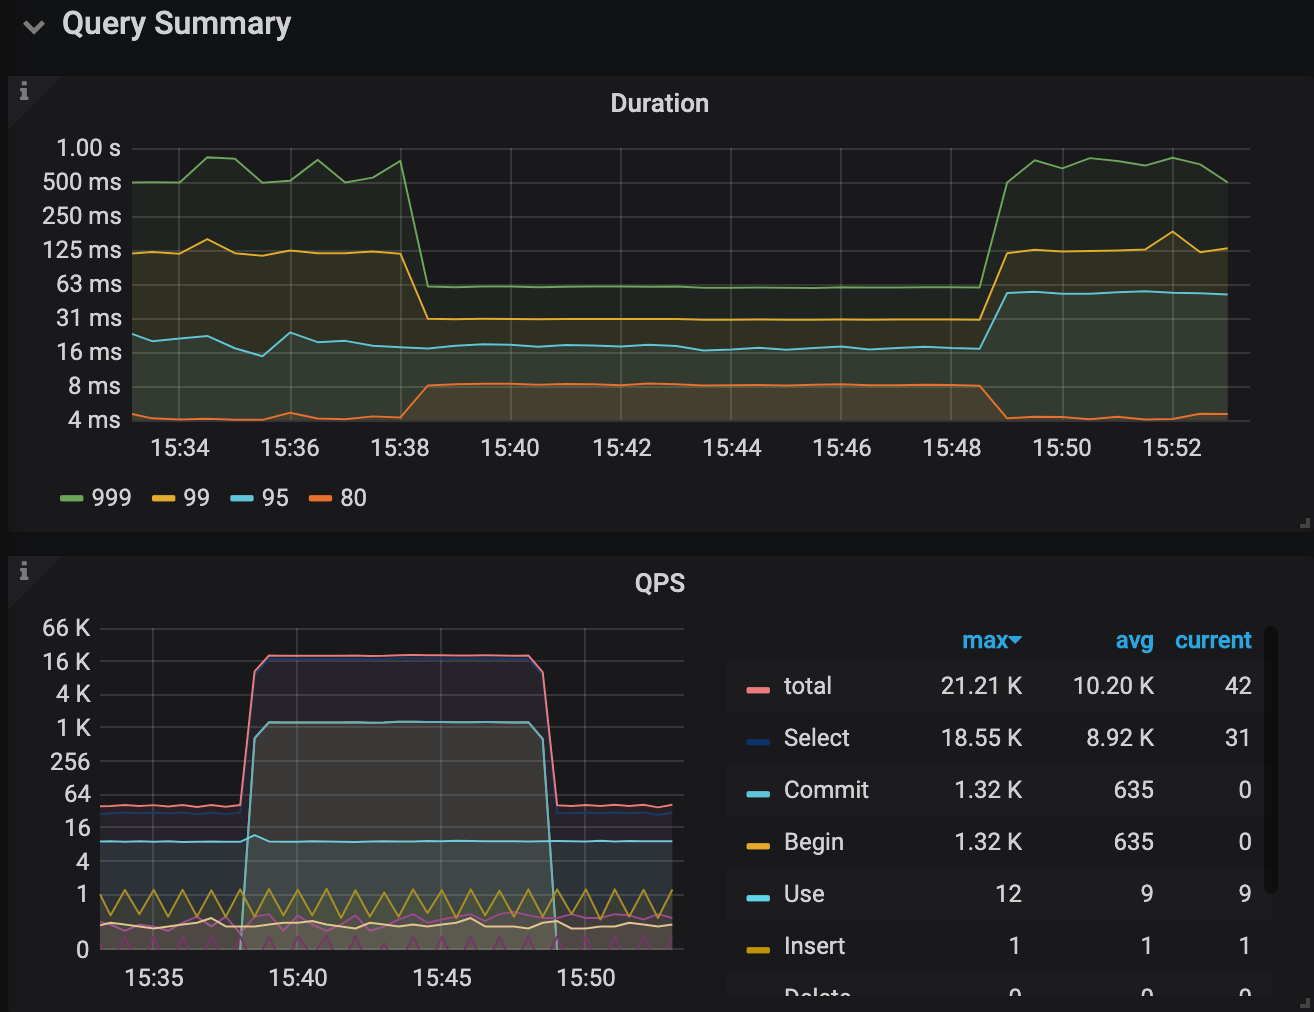 Query Summary
i
Duration
1.00 s
500 ms
250 ms
125 ms
63 ms
31 ms
16 ms
8 ms
4 ms
15:34 15:36 15:38 15:40 15:42 15:44 15:46 15:48 15:50 15:52
999 99 95 80
i
QPS
66 K
16 K
4 K
1 K
256
64
16
4
1
0
15:35 15:40 15:45 15:50
max avg current
total 21.21 K 10.20 K 42
Select 18.55 K 8.92 K 31
Commit 1.32 K 635 0
Begin 1.32 K 635 0
Use 12 9 9
Insert 1 1 1
Delete 0 0 0